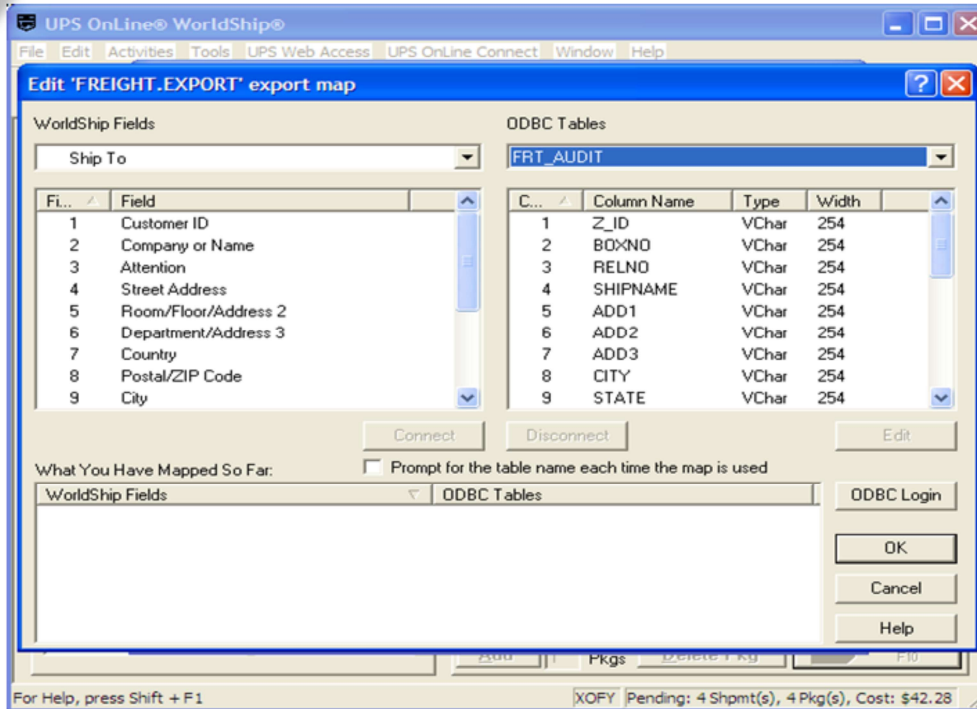 UPS OnLine® WorldShip®
File Edit Activities Tools UPS Web Access UPS OnLine Connect Window Help
Edit 'FREIGHT.EXPORT' export map
WorldShip Fields ODBC Tables
Ship To FRT_AUDIT
Fi... Field C... Column Name Type Width
1 Customer ID 1 Z_ID VChar 254
2 Company or Name 2 BOXNO VChar 254
3 Attention 3 RELNO VChar 254
4 Street Address 4 SHIPNAME VChar 254
5 Room/Floor/Address 2 5 ADD1 VChar 254
6 Department/Address 3 6 ADD2 VChar 254
7 Country 7 ADD3 VChar 254
8 Postal/ZIP Code 8 CITY VChar 254
9 City 9 STATE VChar 254
Connect Disconnect Edit
What You Have Mapped So Far: Prompt for the table name each time the map is used
WorldShip Fields ODBC Tables ODBC Login
OK
Cancel
Help
Add Pkgs Delete Pkg F10
For Help, press Shift + F1 XOFY Pending: 4 Shpmt(s), 4 Pkg(s), Cost: $42.28